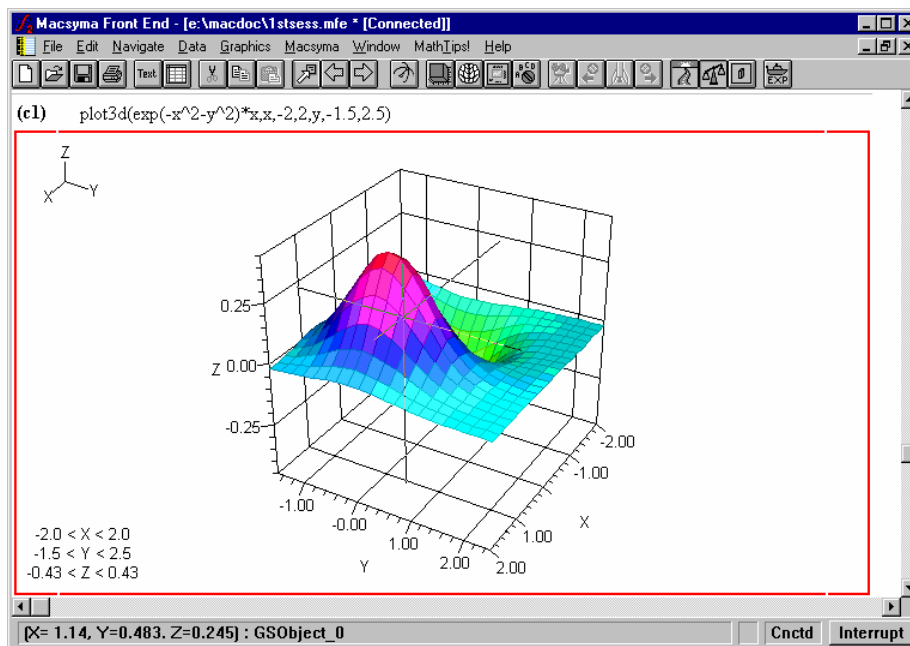 Macsyma Front End - [e:\macdoc\1stsess.mfe * [Connected]]
File Edit Navigate Data Graphics Macsyma Window MathTips! Help
Text
EXP
(c1) plot3d(exp(-x^2-y^2)*x,x,-2,2,y,-1.5,2.5)
Z
X
Y
0.25
Z 0.00
-0.25
-1.00
-0.00
1.00
2.00
Y
-2.00
-1.00
1.00
2.00
X
-2.0 < X < 2.0
-1.5 < Y < 2.5
-0.43 < Z < 0.43
(X= 1.14, Y=0.483, Z=0.245) : GSObject_0
Cnctd
Interrupt